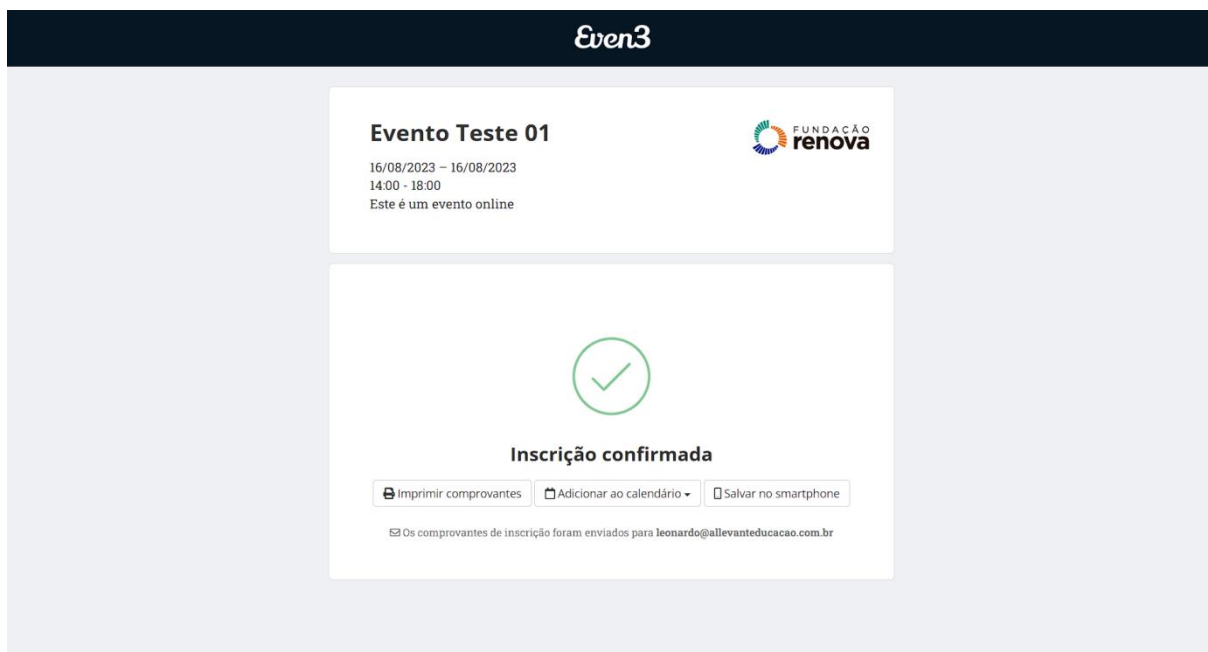 Even3
Evento Teste 01
FUNDAÇÃO
renova
16/08/2023 – 16/08/2023
14:00 - 18:00
Este é um evento online
Inscrição confirmada
Imprimir comprovantes Adicionar ao calendário Salvar no smartphone
Os comprovantes de inscrição foram enviados para leonardo@allevanteducacao.com.br